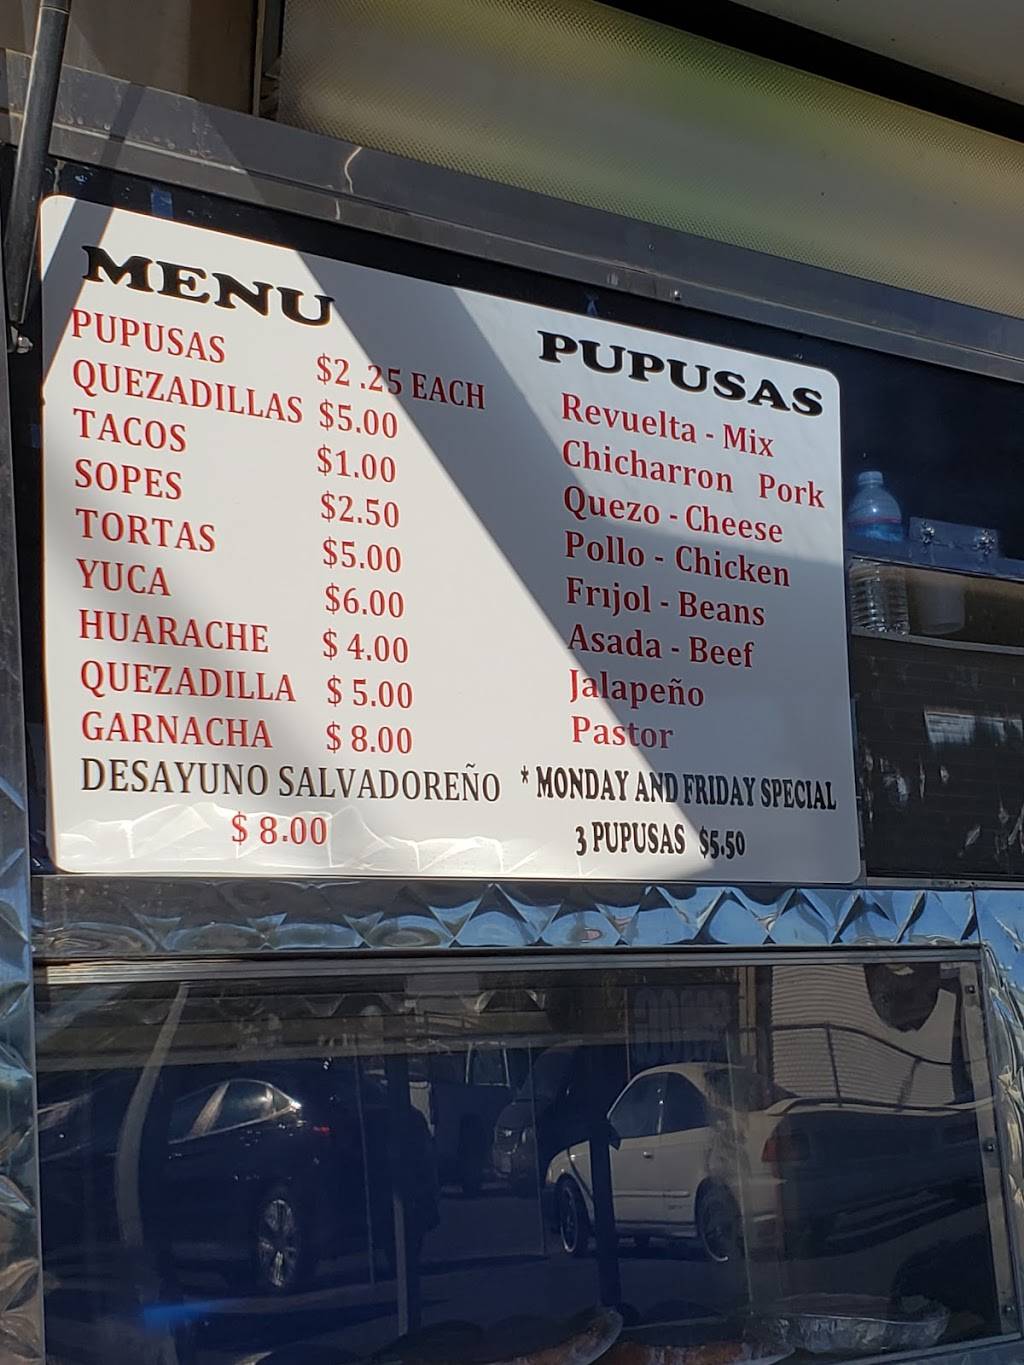 MENU
PUPUSAS $2 .25 EACH
QUEZADILLAS $5.00
TACOS $1.00
SOPES $2.50
TORTAS $5.00
YUCA $6.00
HUARACHE $ 4.00
QUEZADILLA $ 5.00
GARNACHA $ 8.00
DESAYUNO SALVADOREÑO
$ 8.00
PUPUSAS
Revuelta - Mix
Chicharron Pork
Quezo - Cheese
Pollo - Chicken
Frıjol - Beans
Asada - Beef
Jalapeño
Pastor
* MONDAY AND FRIDAY SPECIAL
3 PUPUSAS $5.50